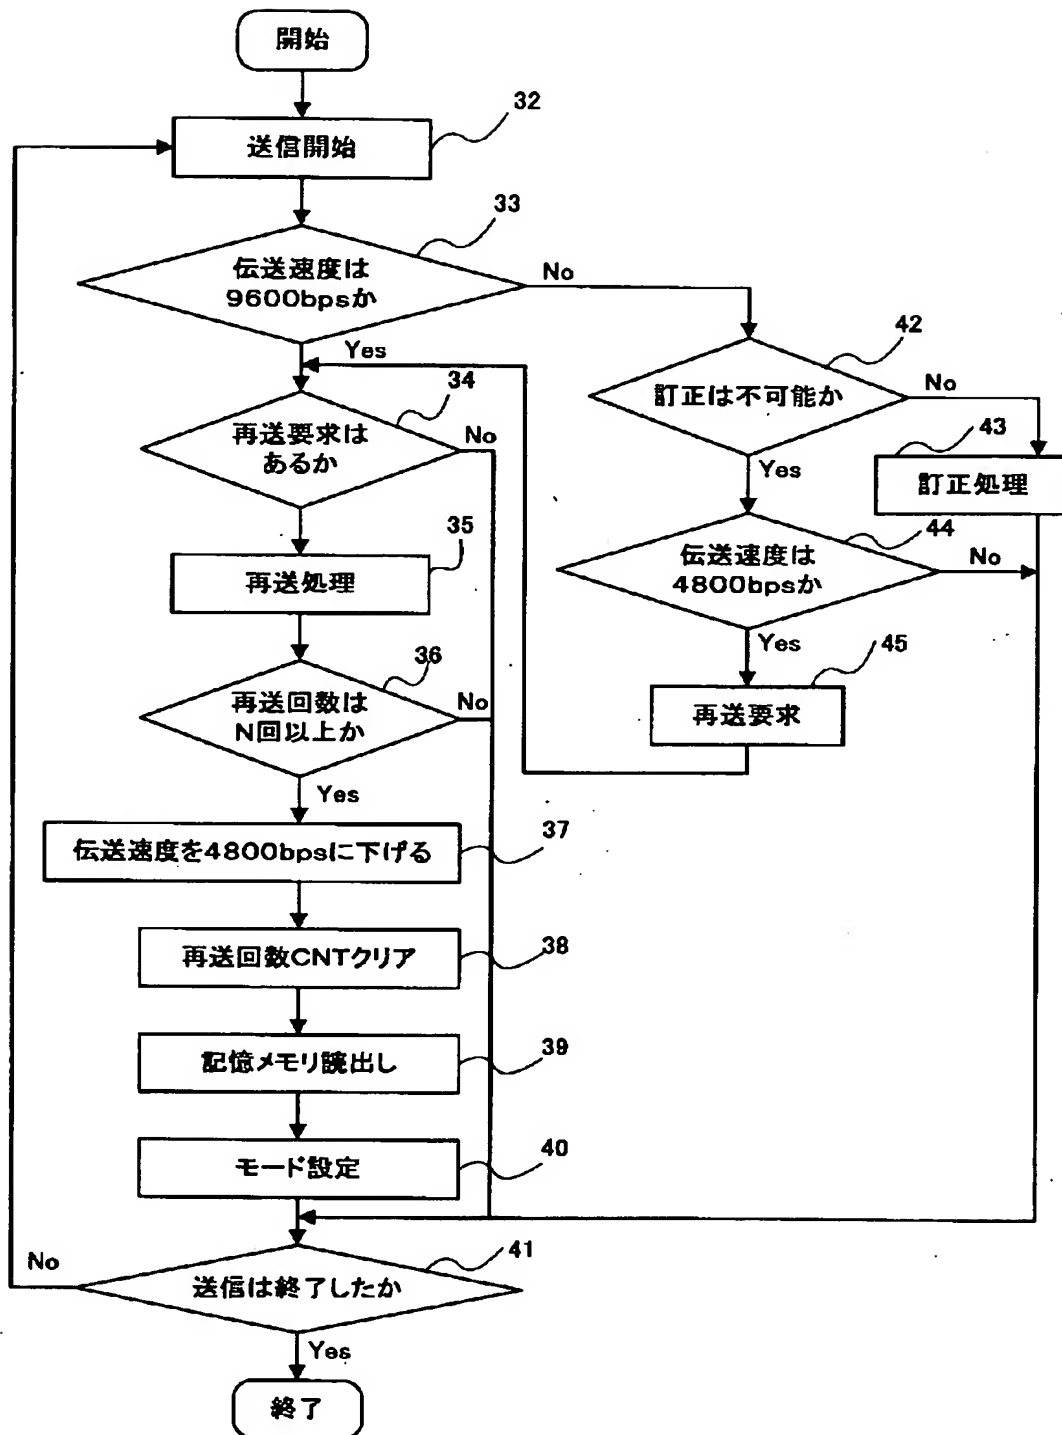 開始
32
送信開始
33
伝送速度は
9600bpsか
No
Yes
42
訂正は不可能か
No
34
再送要求は
あるか
No
43
訂正処理
Yes
44
伝送速度は
4800bpsか
No
35
再送処理
Yes
45
再送要求
36
再送回数は
N回以上か
No
Yes
37
伝送速度を4800bpsに下げる
38
再送回数CNTクリア
39
記憶メモリ読出し
40
モード設定
41
No
送信は終了したか
Yes
終了